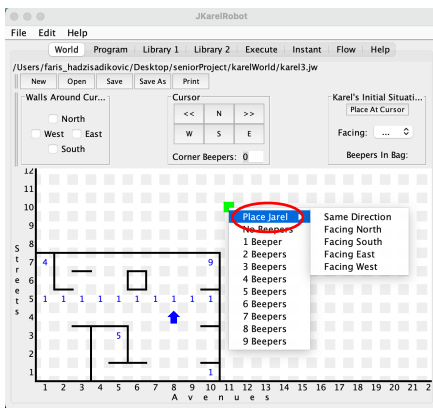 JKarelRobot
File Edit Help
World Program Library 1 Library 2 Execute Instant Flow Help
/Users/faris_hadzisadikovic/Desktop/seniorProject/karelWorld/karel3.jw
New Open Save Save As Print
Walls Around Cur...
North
West East
South
Cursor
<< N >>
W S E
Corner Beepers: 0
Karel's Initial Situati...
Place At Cursor
Facing: ...
Beepers In Bag:
Place Jarel
No Beepers
1 Beeper
2 Beepers
3 Beepers
4 Beepers
5 Beepers
6 Beepers
7 Beepers
8 Beepers
9 Beepers
Same Direction
Facing North
Facing South
Facing East
Facing West
Streets
12
11
10
9
8
7
6
5
4
3
2
1
4 9
1 1 1 1 1 1 1 1 1
5
1
1 2 3 4 5 6 7 8 9 10 11 12 13 14 15 16 17 18 19 20 21 2
Avenues